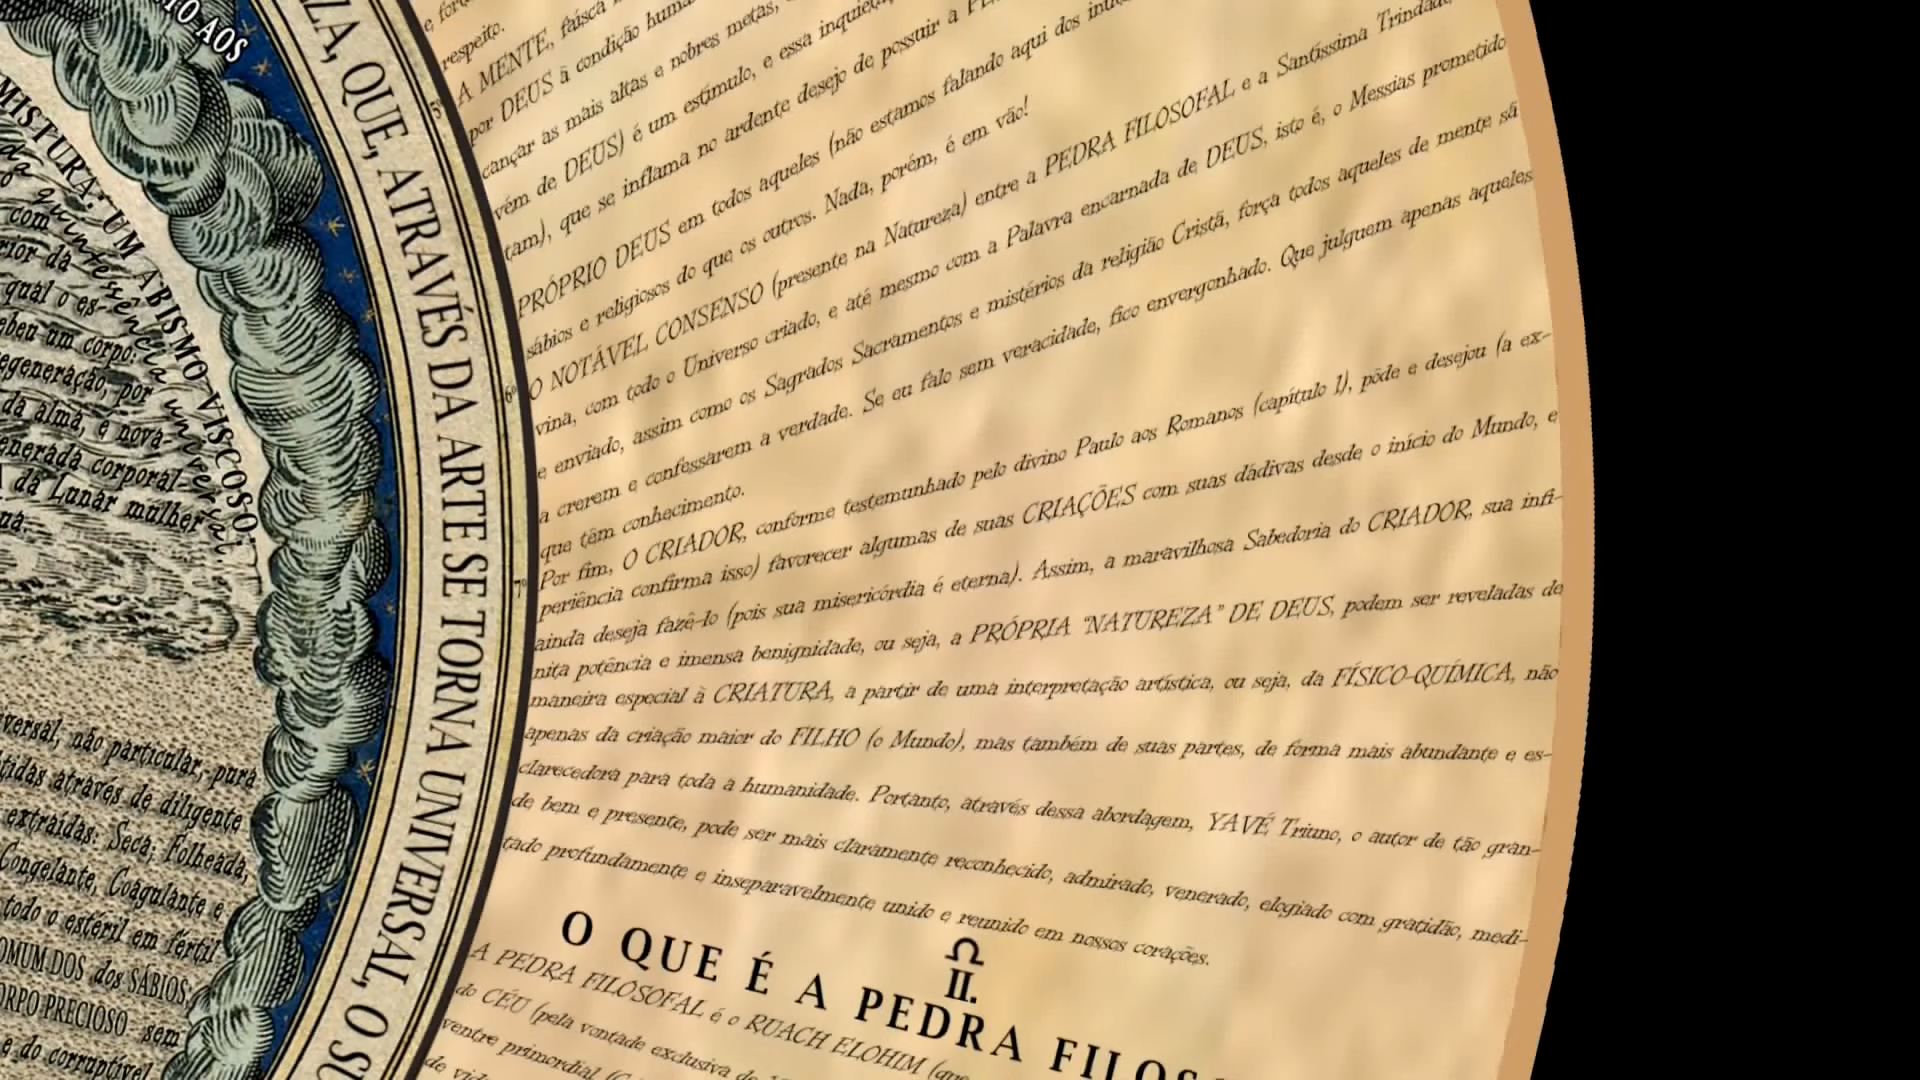 respeito.
A MENTE, faísca
por DEUS à condição
cançar as mais altas e nobres metas,
vém de DEUS) é um estímulo, e essa
tam), que se inflama no ardente desejo de possuir a
PRÓPRIO DEUS em todos aqueles (não estamos falando aqui dos
sábios e religiosos do que os outros. Nada, porém, é em vão!
6º O NOTÁVEL CONSENSO (presente na Natureza) entre a PEDRA FILOSOFAL e a Santíssima Trindade
vina, com todo o Universo criado, e até mesmo com a Palavra encarnada de DEUS, isto é, o Messias prometido
e enviado, assim como os Sagrados Sacramentos e mistérios da religião Cristã, força todos aqueles de mente sã
a crerem e confessarem a verdade. Se eu falo sem veracidade, fico envergonhado. Que julguem apenas aqueles
que têm conhecimento.
7º Por fim, O CRIADOR, conforme testemunhado pelo divino Paulo aos Romanos (capítulo 1), pôde e desejou (a ex-
periência confirma isso) favorecer algumas de suas CRIAÇÕES com suas dádivas desde o início do Mundo, e
ainda deseja fazê-lo (pois sua misericórdia é eterna). Assim, a maravilhosa Sabedoria do CRIADOR, sua infi-
nita potência e imensa benignidade, ou seja, a PRÓPRIA "NATUREZA" DE DEUS, podem ser reveladas de
maneira especial à CRIATURA, a partir de uma interpretação artística, ou seja, da FÍSICO-QUÍMICA, não
apenas da criação maior do FILHO (o Mundo), mas também de suas partes, de forma mais abundante e es-
clarecedora para toda a humanidade. Portanto, através dessa abordagem, YAVÉ Triuno, o autor de tão gran-
de bem e presente, pode ser mais claramente reconhecido, admirado, venerado, elogiado com gratidão, medi-
tado profundamente e inseparavelmente unido e reunido em nossos corações.
♎
II.
O QUE É A PEDRA
A PEDRA FILOSOFAL é o RUACH ELOHIM
do CÉU (pela vontade exclusiva de
ventre primordial
QUE, ATRAVÉS DA ARTE SE TORNA UNIVERSAL, O
AOS
MISTURA: UM ABISMO VISCOSO,
da quintessência universal
com
rior da
qual o es-
beu um corpo:
egeneração, por
da alma, e nova-
enerada corporal-
da Lunar mulher
versal, não particular, pura
tidas através de diligente
extraídas: Seca; Folheada,
Congelante, Coagulante e
todo o estéril em fértil
OMUM DOS dos SÁBIOS,
ORPO PRECIOSO sem
e do corruptível